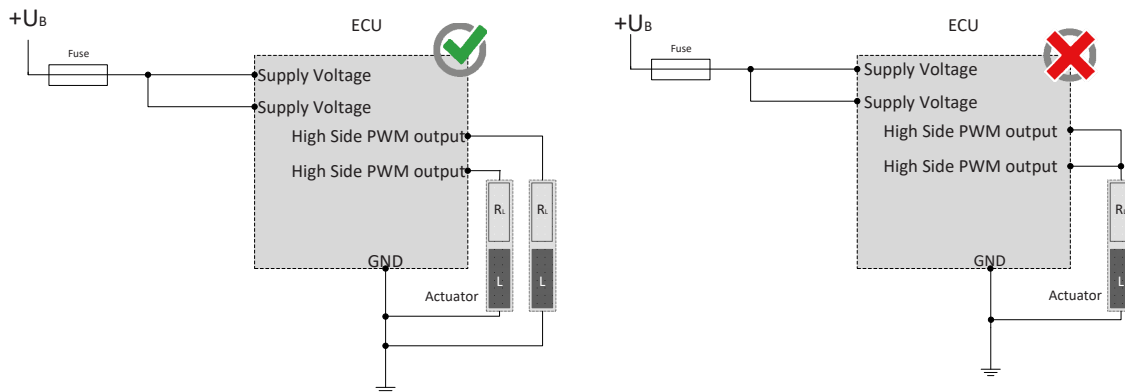 +UB
Fuse
ECU
Supply Voltage
Supply Voltage
High Side PWM output
High Side PWM output
RL
RL
L
L
GND
Actuator
+UB
Fuse
ECU
Supply Voltage
Supply Voltage
High Side PWM output
High Side PWM output
RL
L
GND
Actuator